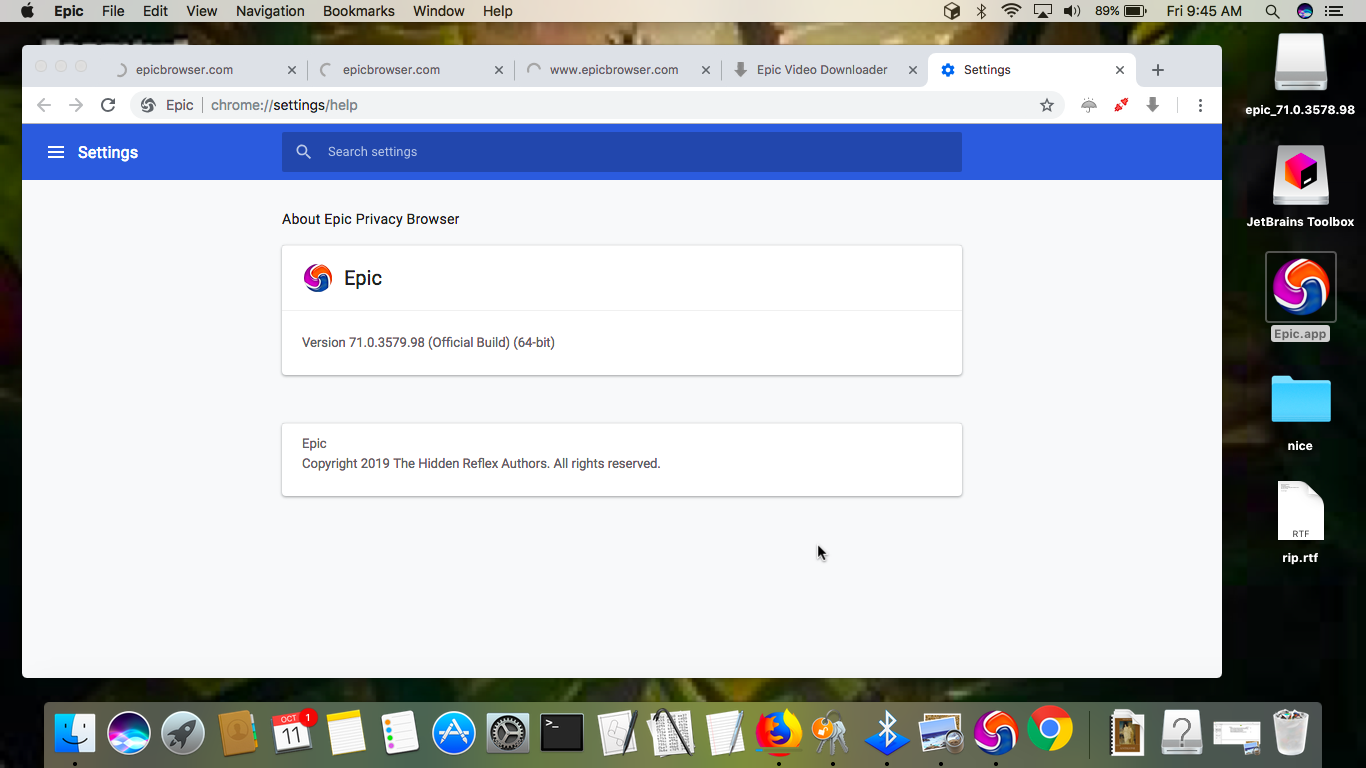 Epic File Edit View Navigation Bookmarks Window Help 89% Fri 9:45 AM
epicbrowser.com epicbrowser.com www.epicbrowser.com Epic Video Downloader Settings
Epic chrome://settings/help
Settings Search settings
About Epic Privacy Browser
Epic
Version 71.0.3579.98 (Official Build) (64-bit)
Epic
Copyright 2019 The Hidden Reflex Authors. All rights reserved.
epic_71.0.3578.98
JetBrains Toolbox
Epic.app
nice
RTF
rip.rtf
OCT 1
11
>_
?